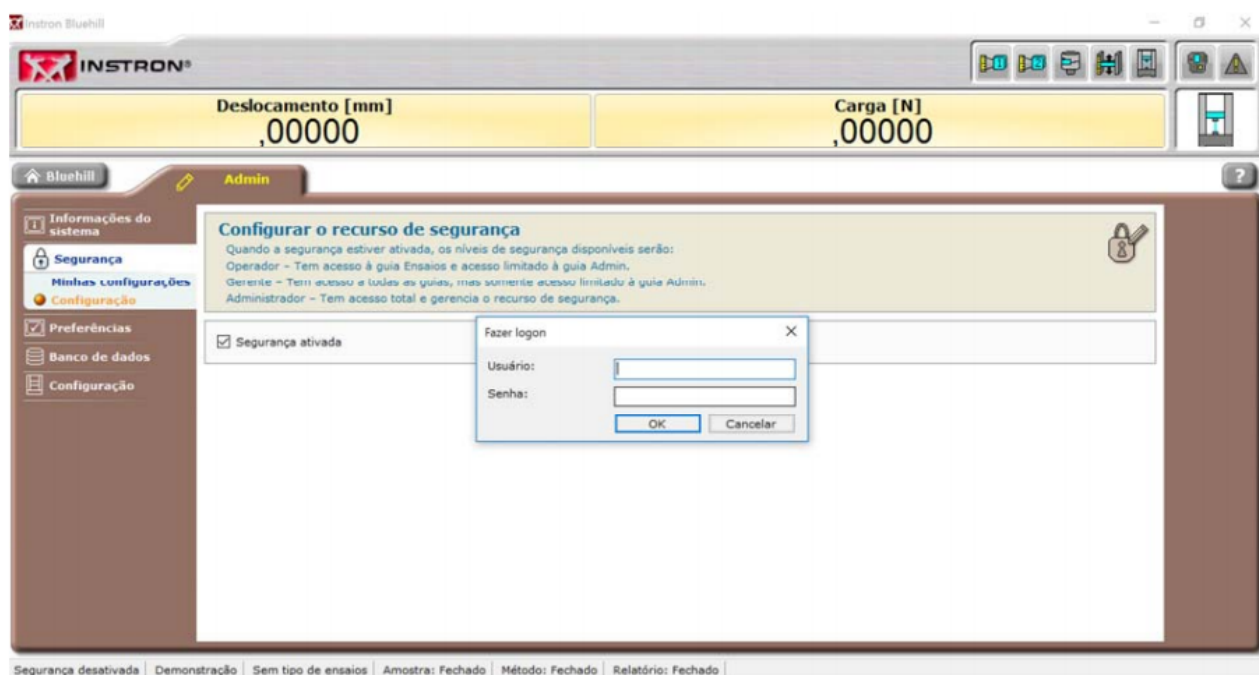 Instron Bluehill
INSTRON®
Deslocamento [mm]
,00000
Carga [N]
,00000
Bluehill
Admin
?
Informações do
sistema
Segurança
Minhas configurações
Configuração
Preferências
Banco de dados
Configuração
Configurar o recurso de segurança
Quando a segurança estiver ativada, os níveis de segurança disponíveis serão:
Operador – Tem acesso à guia Ensaios e acesso limitado à guia Admin.
Gerente – Tem acesso a todas as guias, mas somente acesso limitado à guia Admin.
Administrador – Tem acesso total e gerencia o recurso de segurança.
Segurança ativada
Fazer logon
Usuário:
Senha:
OK
Cancelar
Segurança desativada
Demonstração
Sem tipo de ensaios
Amostra: Fechado
Método: Fechado
Relatório: Fechado